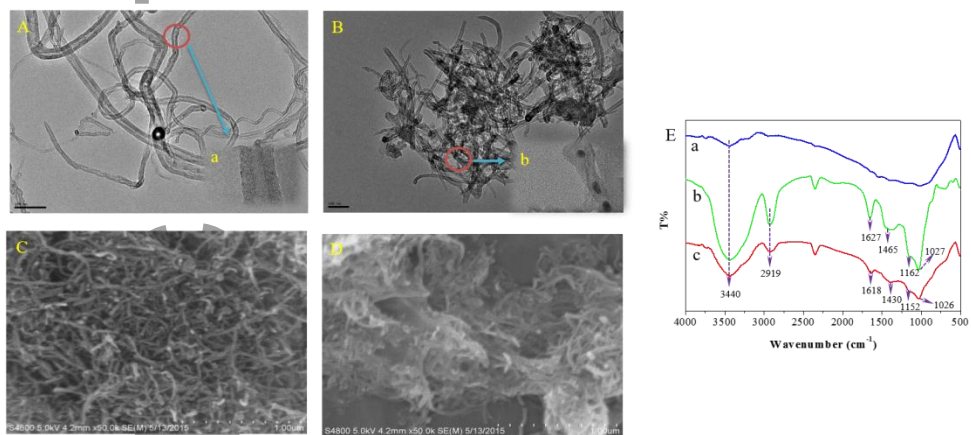 A
a
B
b
C
S4800 5.0kV 4.2mm x50.0k SE(M) 5/13/2015
1.00um
D
S4800 5.0kV 4.2mm x50.0k SE(M) 5/13/2015
1.00um
E
a
b
c
T%
1627
1465
1162
1027
3440
2919
1618
1430
1152
1026
4000 3500 3000 2500 2000 1500 1000 500
Wavenumber (cm⁻¹)